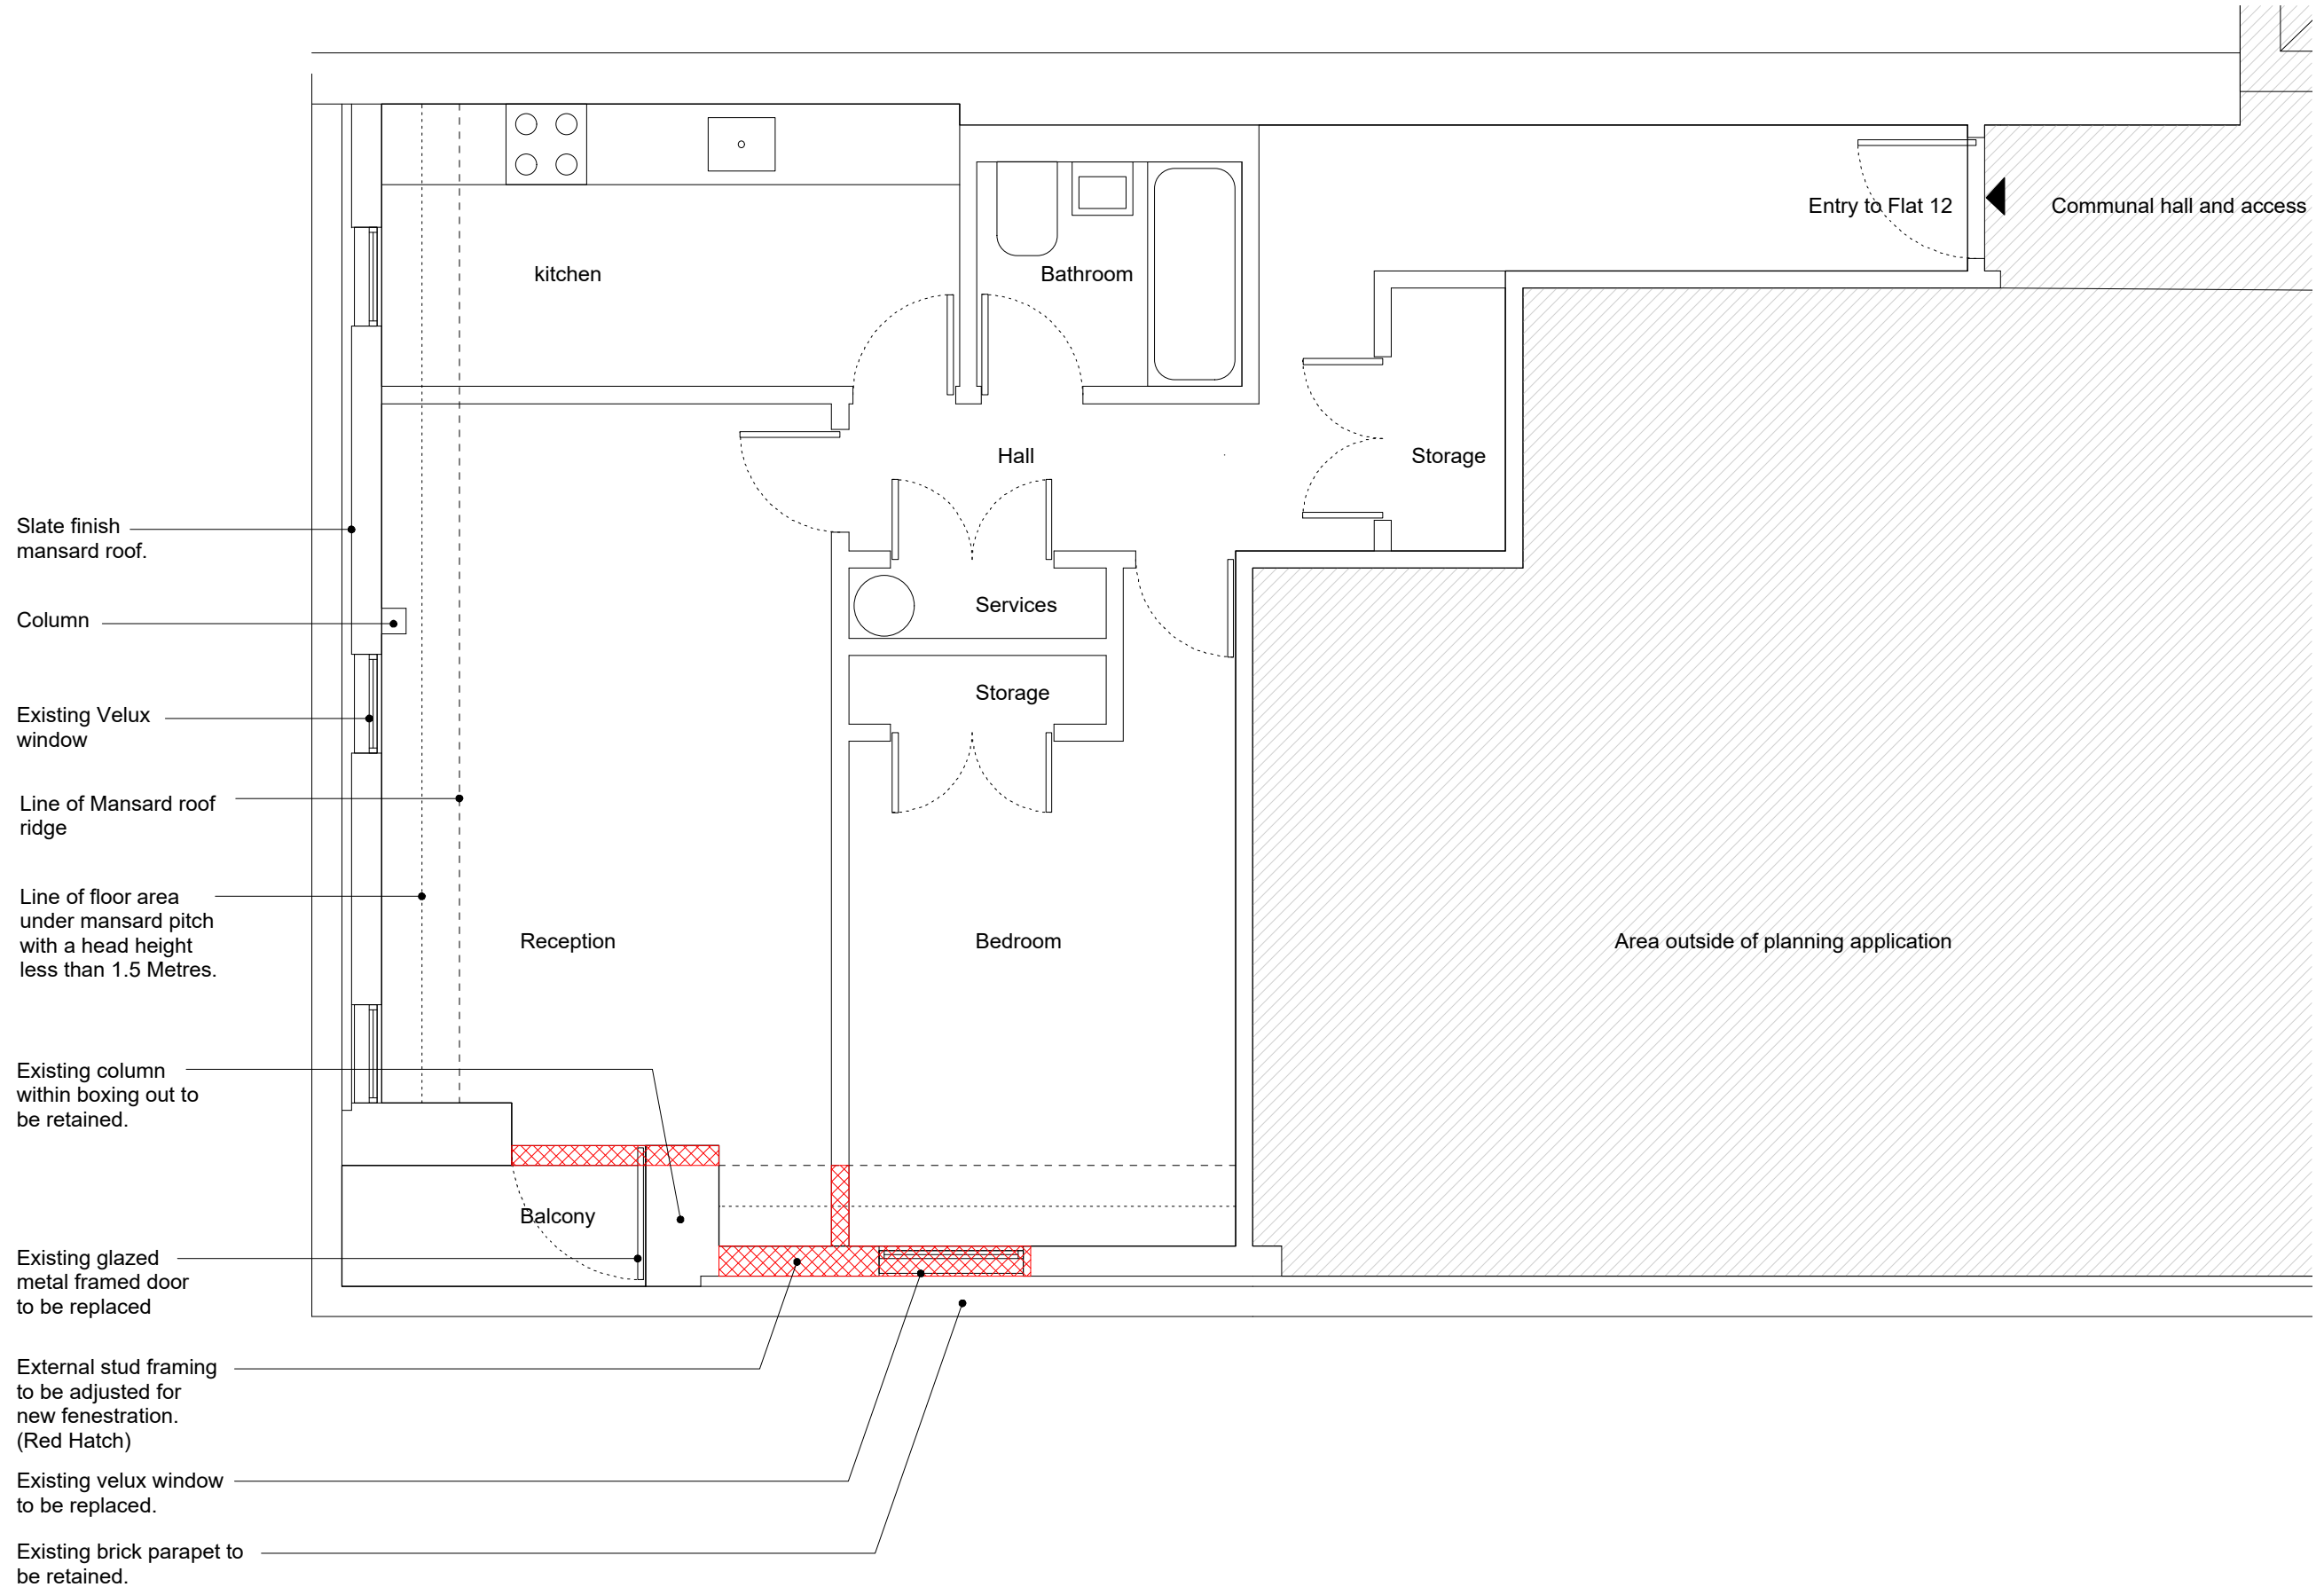 Entry to Flat 12
Communal hall and access
kitchen
Bathroom
Hall
Storage
Slate finish
mansard roof.
Column
Services
Storage
Existing Velux
window
Line of Mansard roof
ridge
Line of floor area
under mansard pitch
with a head height
less than 1.5 Metres.
Reception
Bedroom
Area outside of planning application
Existing column
within boxing out to
be retained.
Balcony
Existing glazed
metal framed door
to be replaced
External stud framing
to be adjusted for
new fenestration.
(Red Hatch)
Existing velux window
to be replaced.
Existing brick parapet to
be retained.